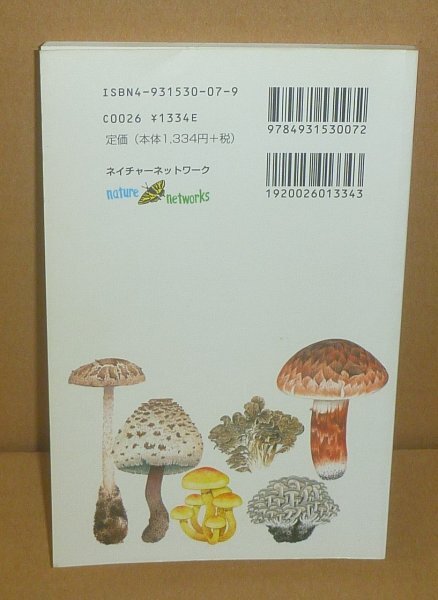 ISBN4-931530-07-9
C0026 ¥1334E
定価（本体1,334円+税）
ネイチャーネットワーク
nature networks
9784931530072
1920026013343